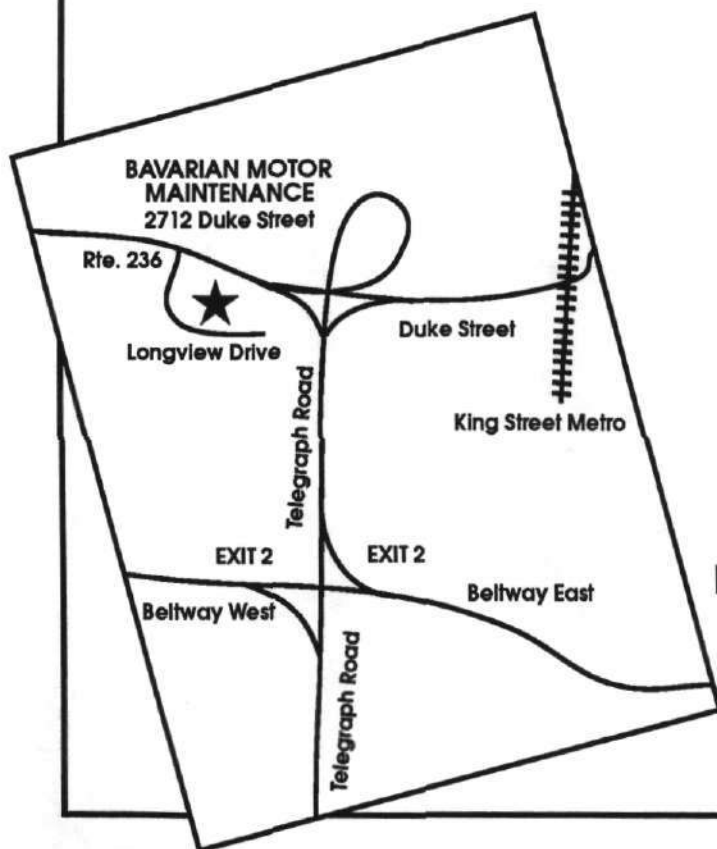 BAVARIAN MOTOR
MAINTENANCE
2712 Duke Street
Rte. 236
Longview Drive
Duke Street
King Street Metro
Telegraph Road
EXIT 2
EXIT 2
Beltway West
Beltway East
Telegraph Road